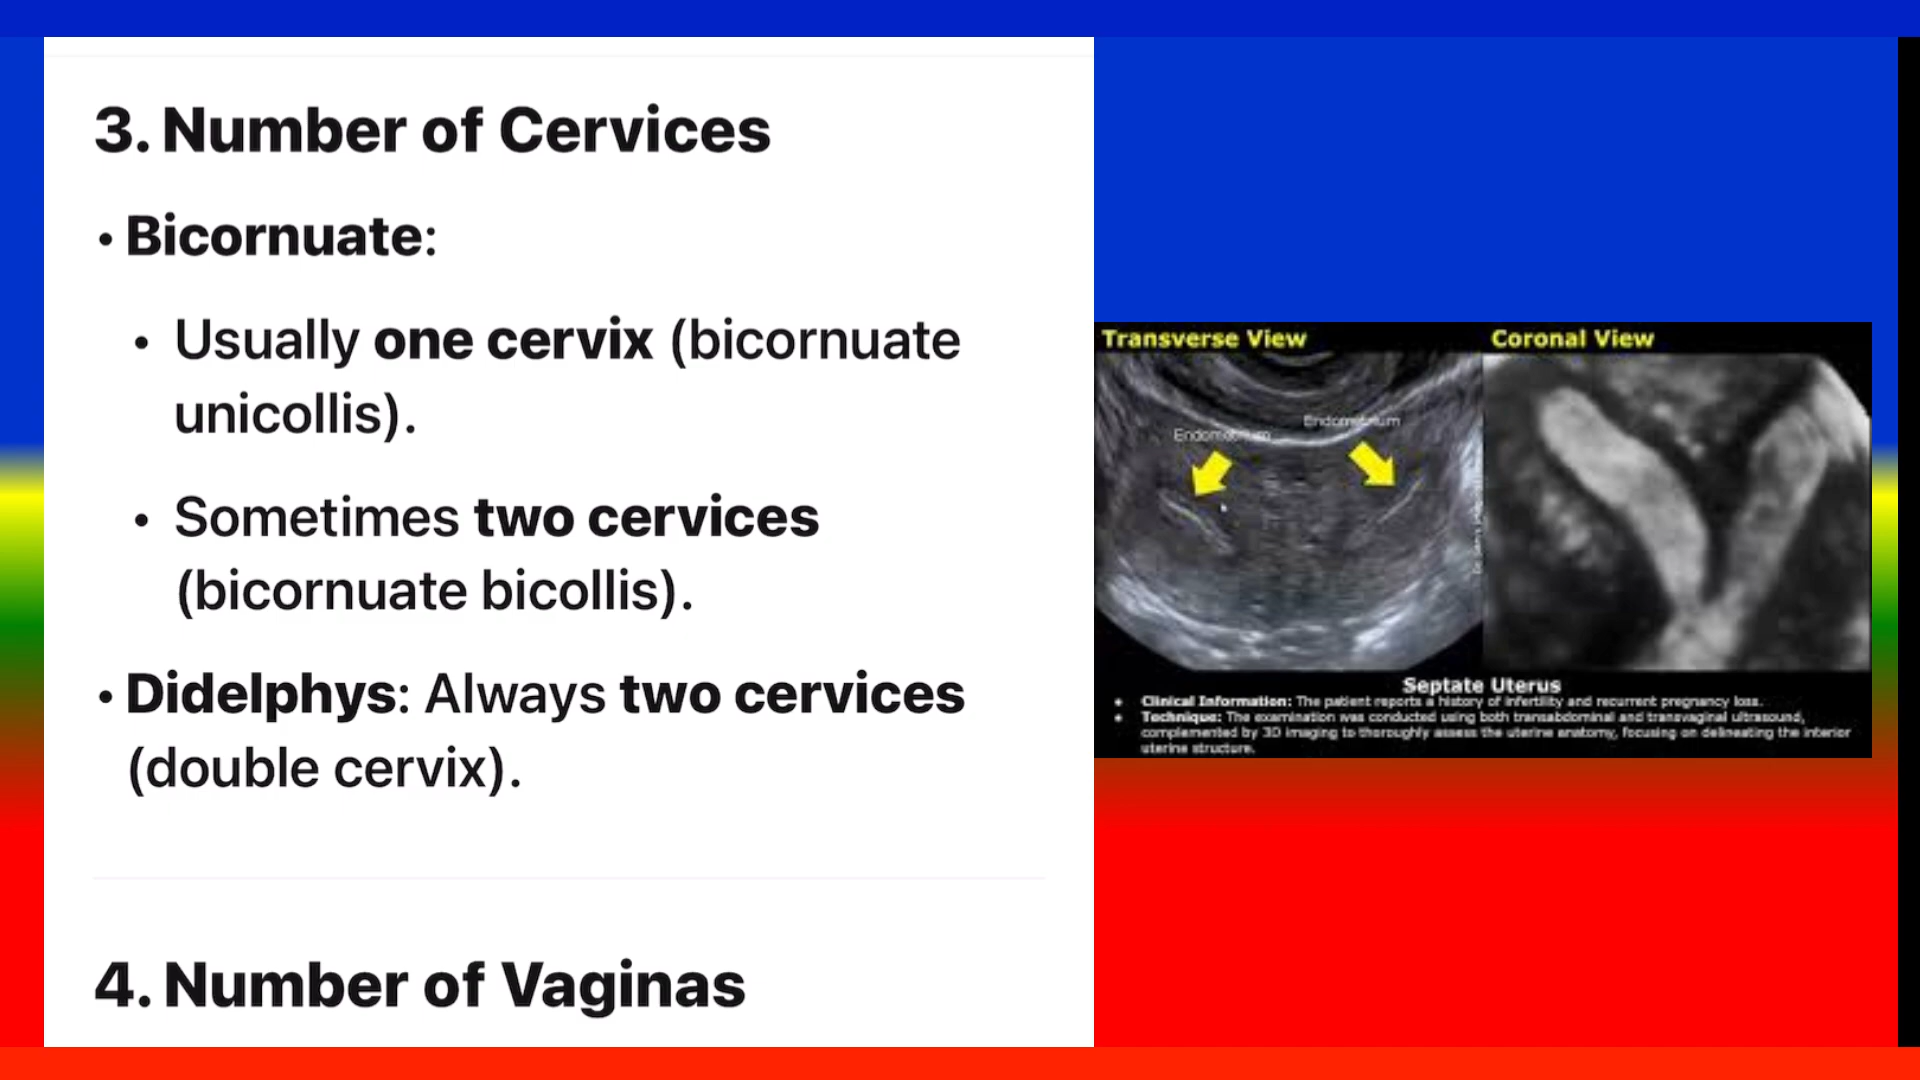 3. Number of Cervices
• Bicornuate:
• Usually one cervix (bicornuate
unicollis).
• Sometimes two cervices
(bicornuate bicollis).
• Didelphys: Always two cervices
(double cervix).
4. Number of Vaginas
Transverse View
Coronal View
Endometrium
Endometrium
Septate Uterus
• Clinical Information: The patient reports a history of infertility and recurrent pregnancy loss.
• Technique: The examination was conducted using both transabdominal and transvaginal ultrasound,
complemented by 3D imaging to thoroughly assess the uterine anatomy, focusing on delineating the interior
uterine structure.